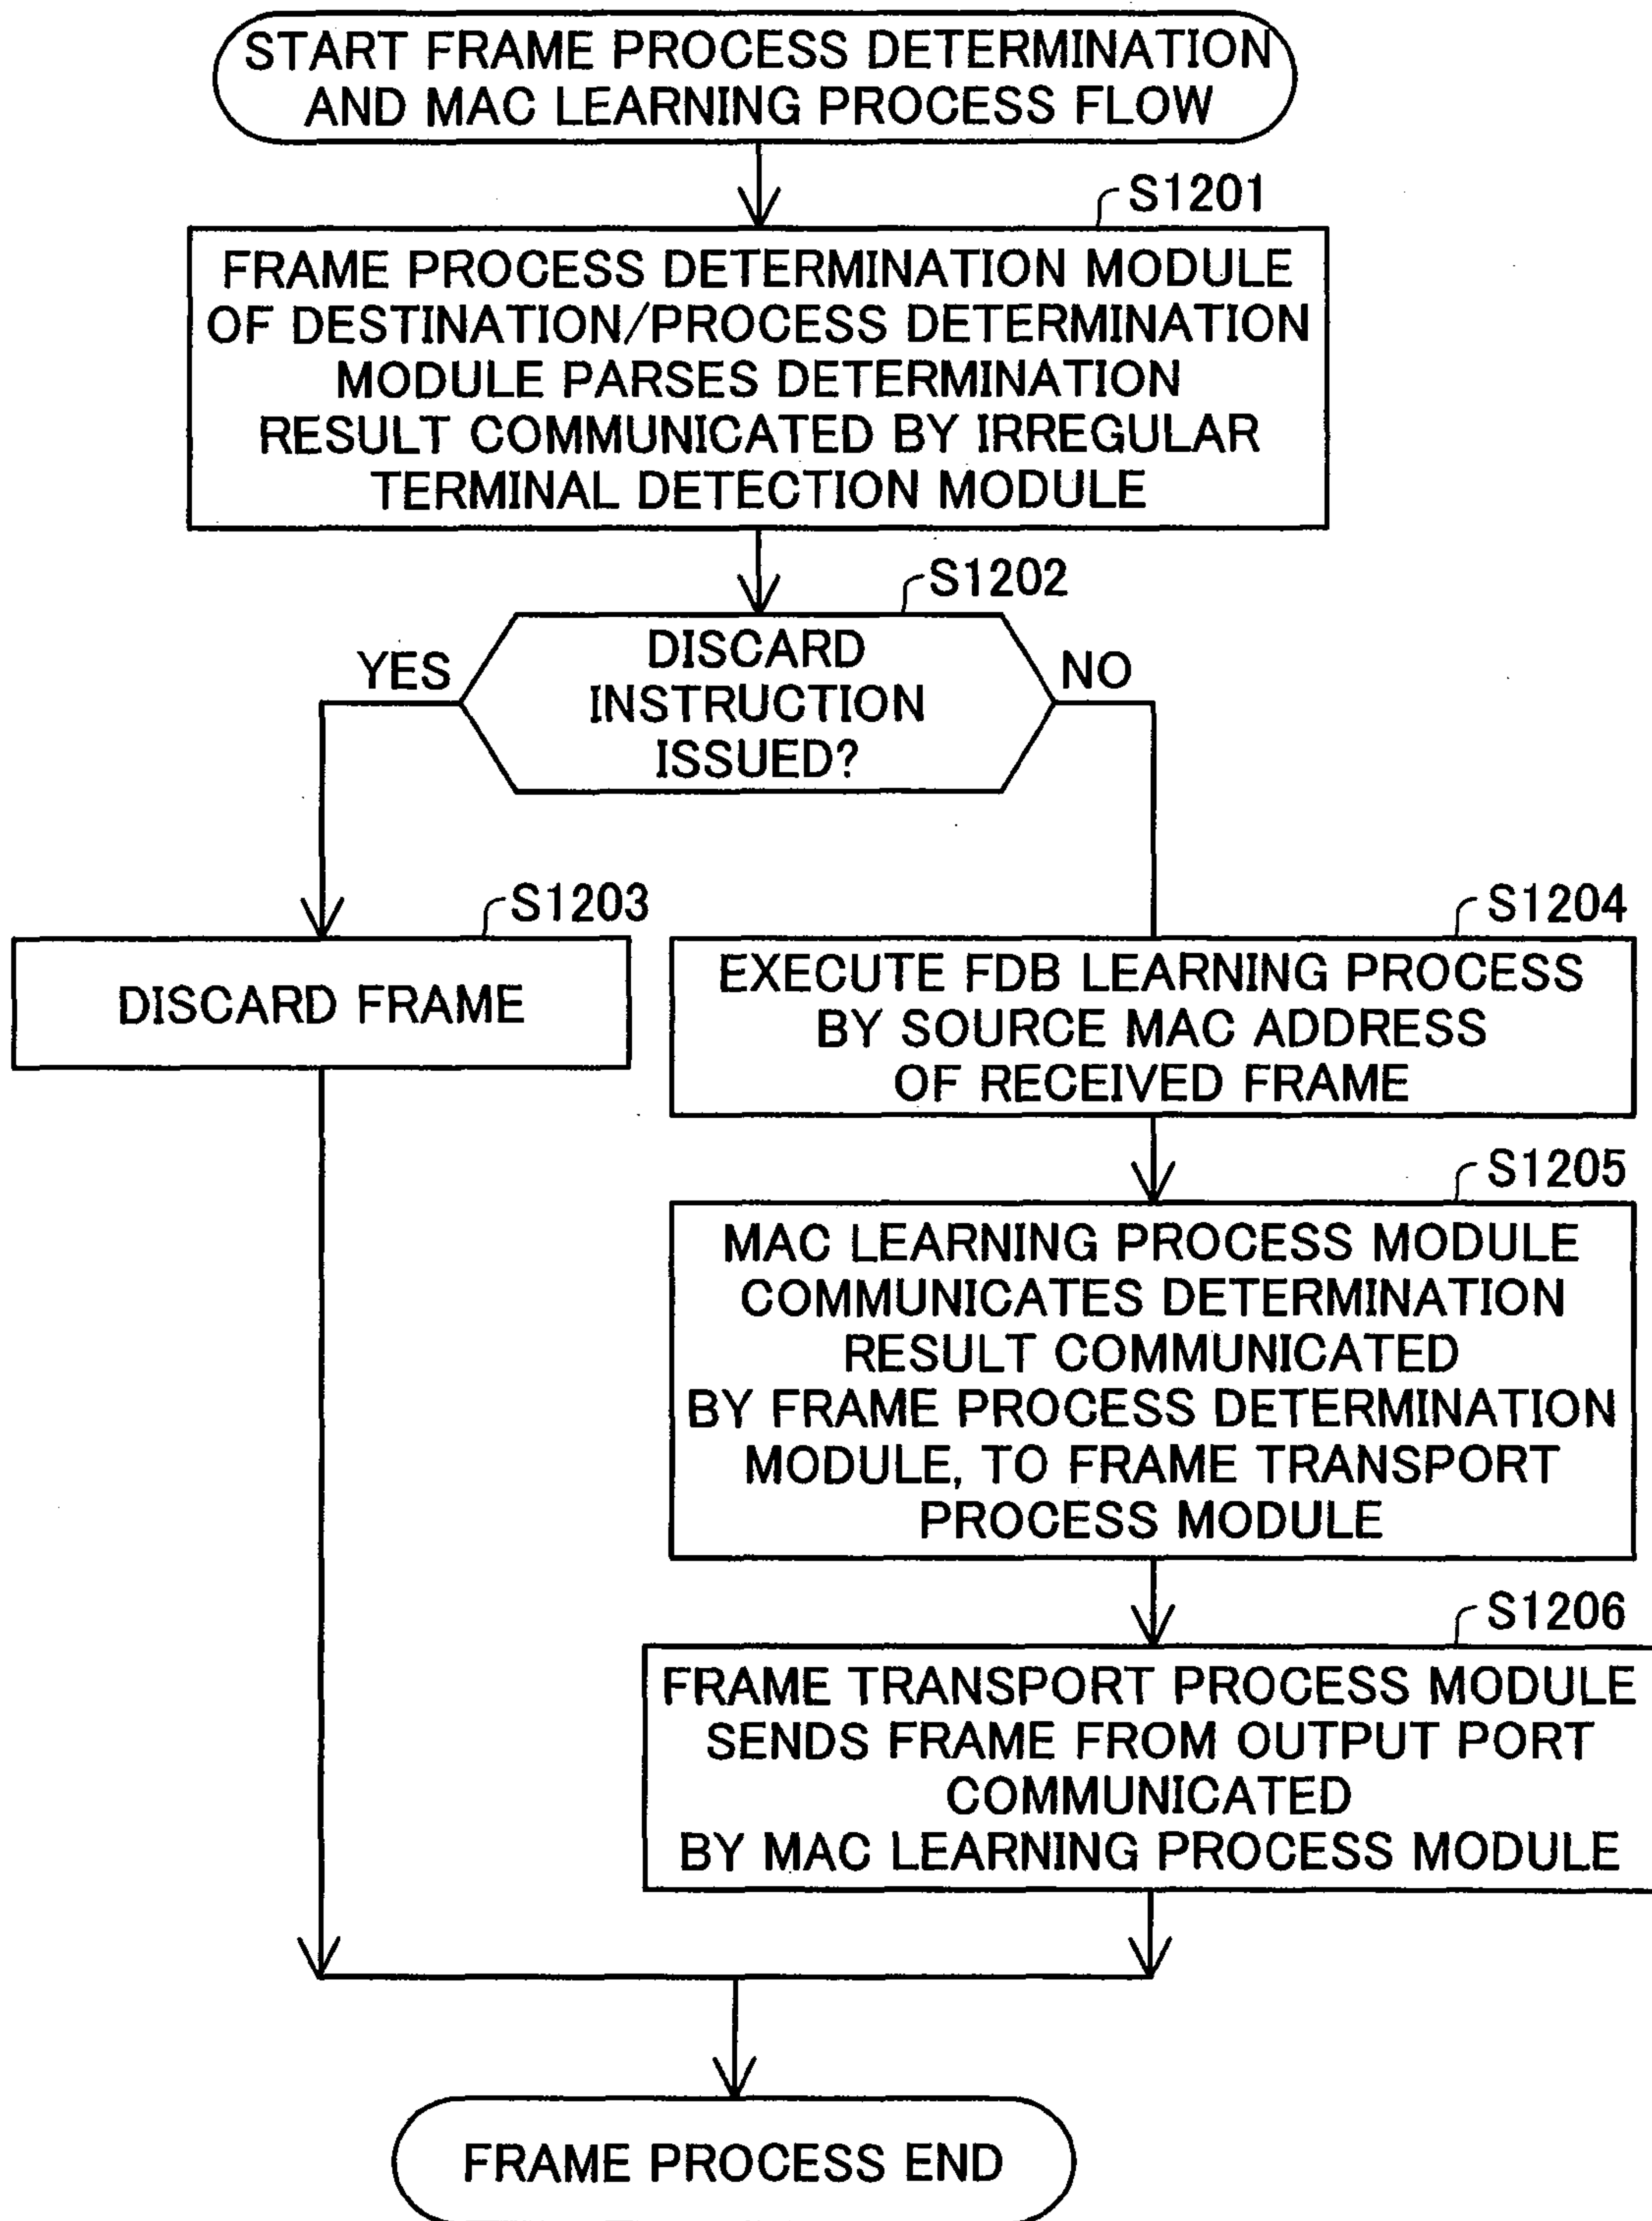 START FRAME PROCESS DETERMINATION
AND MAC LEARNING PROCESS FLOW
S1201
FRAME PROCESS DETERMINATION MODULE
OF DESTINATION/PROCESS DETERMINATION
MODULE PARSES DETERMINATION
RESULT COMMUNICATED BY IRREGULAR
TERMINAL DETECTION MODULE
S1202
DISCARD
INSTRUCTION
ISSUED?
YES
NO
S1203
DISCARD FRAME
S1204
EXECUTE FDB LEARNING PROCESS
BY SOURCE MAC ADDRESS
OF RECEIVED FRAME
S1205
MAC LEARNING PROCESS MODULE
COMMUNICATES DETERMINATION
RESULT COMMUNICATED
BY FRAME PROCESS DETERMINATION
MODULE, TO FRAME TRANSPORT
PROCESS MODULE
S1206
FRAME TRANSPORT PROCESS MODULE
SENDS FRAME FROM OUTPUT PORT
COMMUNICATED
BY MAC LEARNING PROCESS MODULE
FRAME PROCESS END